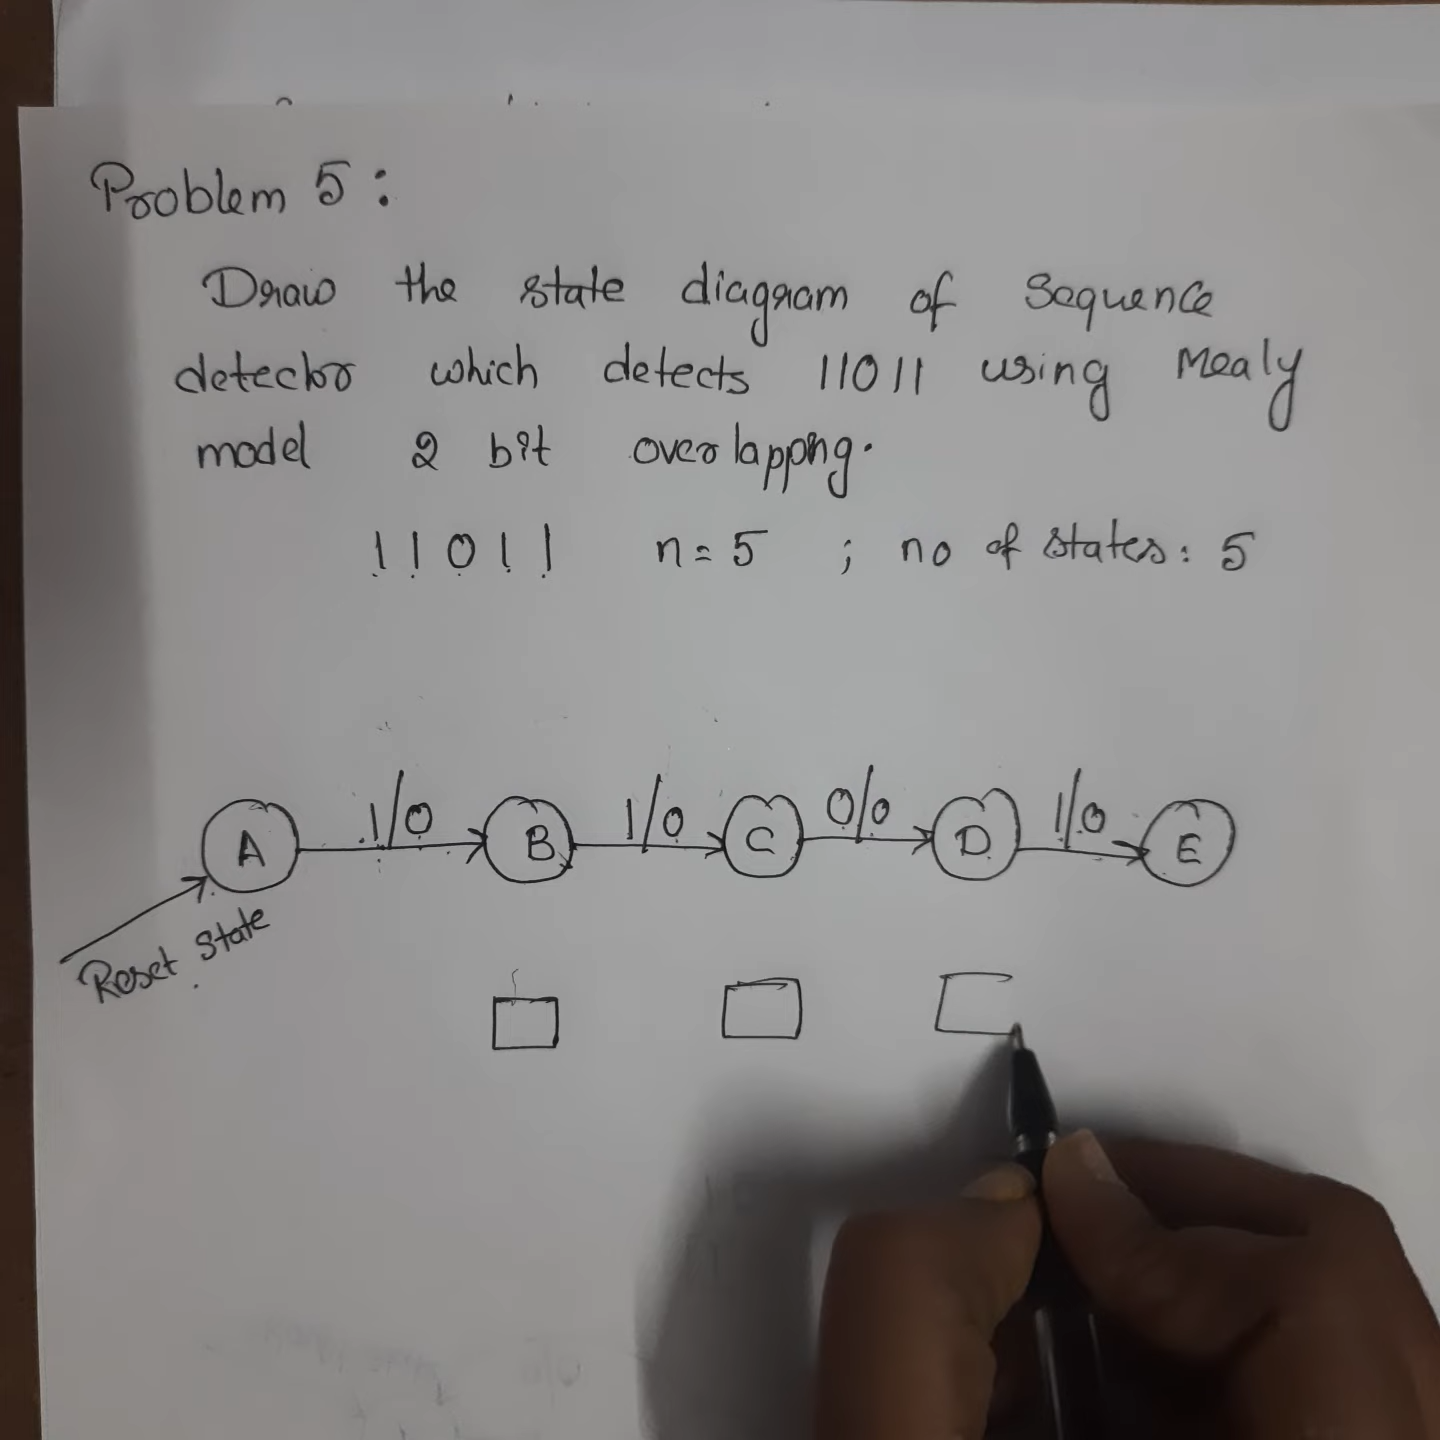 Problem 5:
Draw the state diagram of Sequence
detector which detects 11011 using Mealy
model 2 bit overlapping.
11011 n=5 ; no of states: 5
A 1/0 B 1/0 C 0/0 D 1/0 E
Reset State